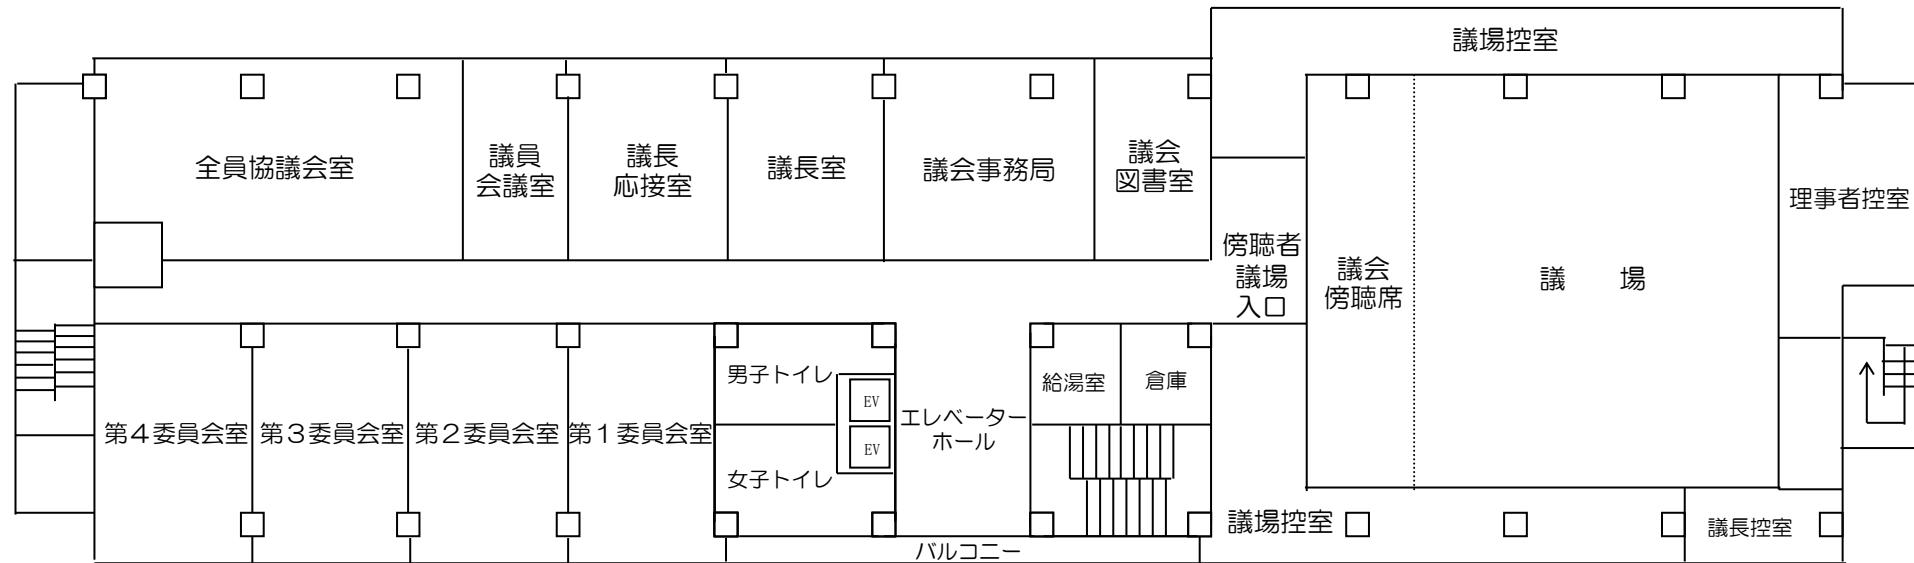 議場控室
全員協議会室
議員
会議室
議長
応接室
議長室
議会事務局
議会
図書室
理事者控室
傍聴者
議場
入口
議会
傍聴席
議　　場
男子トイレ
EV
EV
女子トイレ
エレベーター
ホール
給湯室
倉庫
第４委員会室
第３委員会室
第２委員会室
第１委員会室
議場控室
議長控室
バルコニー